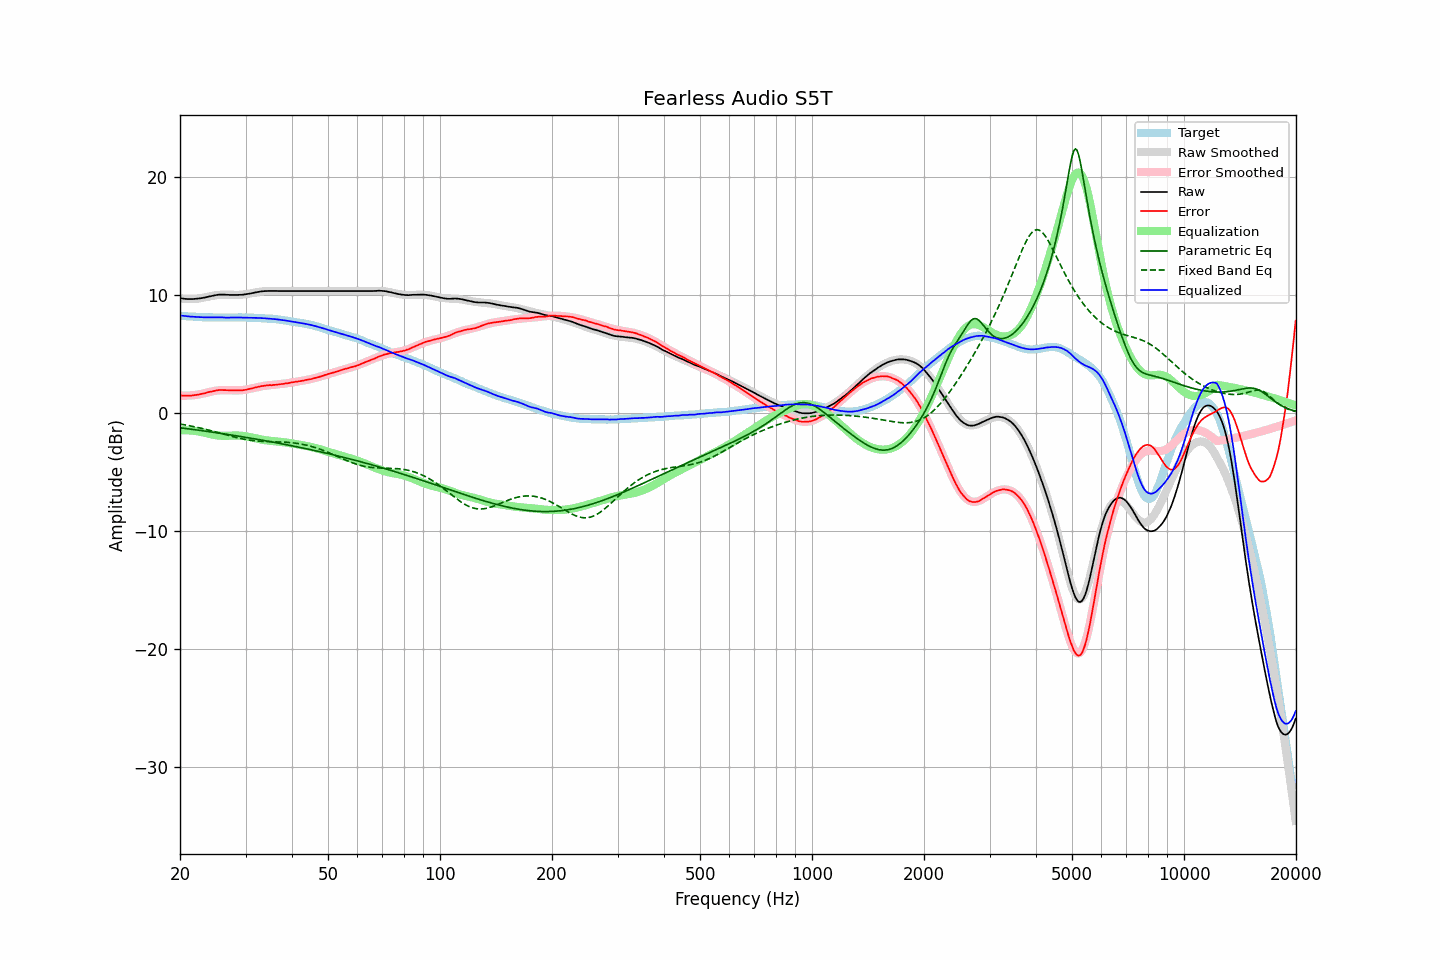 Fearless Audio S5T
Target
Raw Smoothed
Error Smoothed
Raw
Error
Equalization
Parametric Eq
Fixed Band Eq
Equalized
Amplitude (dBr)
20
10
0
−10
−20
−30
20 50 100 200 500 1000 2000 5000 10000 20000
Frequency (Hz)